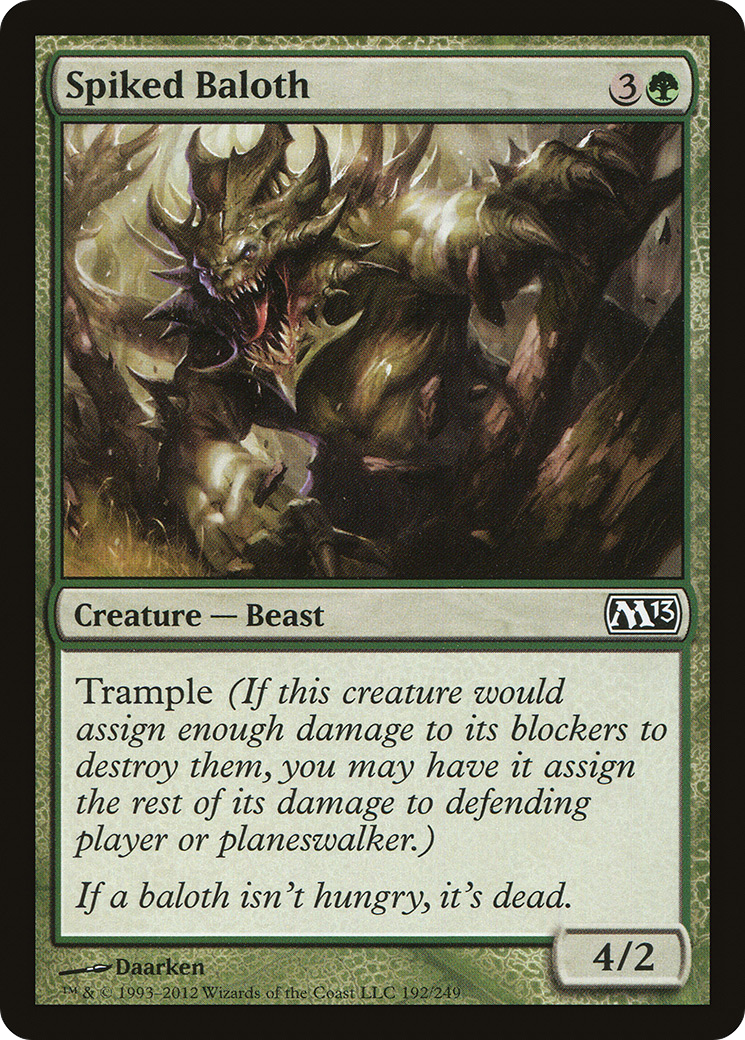 Spiked Baloth 3
Creature — Beast M13
Trample (If this creature would
assign enough damage to its blockers to
destroy them, you may have it assign
the rest of its damage to defending
player or planeswalker.)
If a baloth isn't hungry, it's dead.
4/2
Daarken
™ & © 1993–2012 Wizards of the Coast LLC 192/249